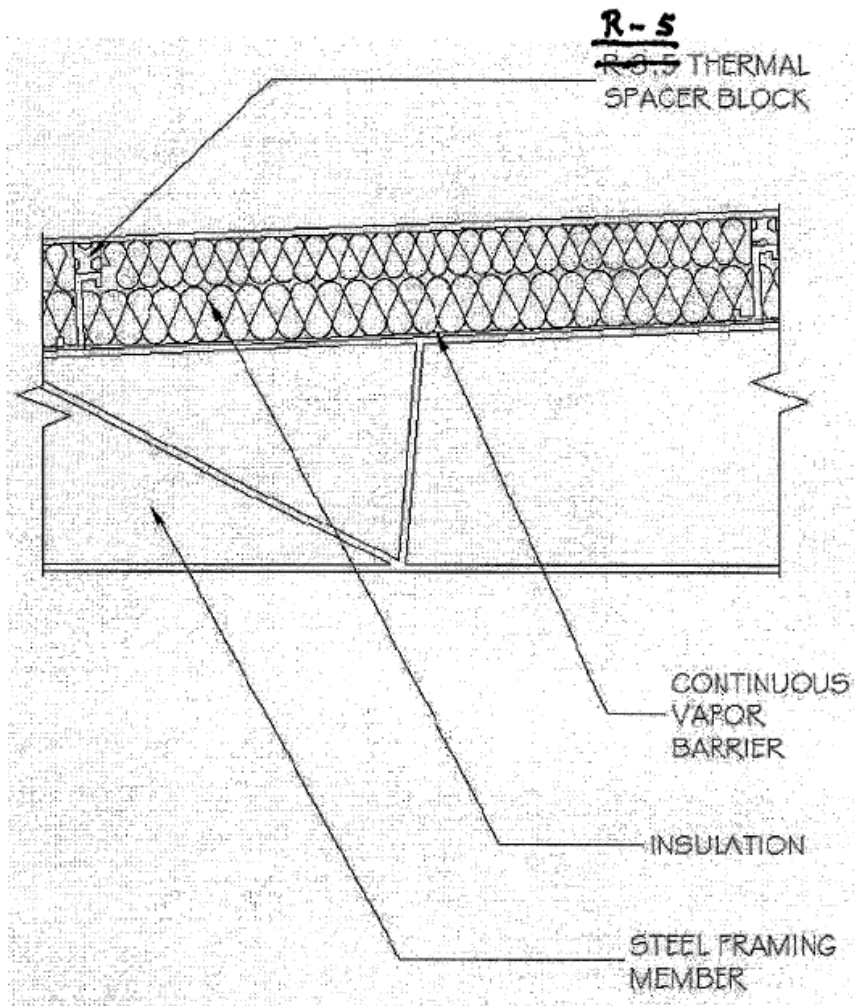 R-5
R-3.5 THERMAL
SPACER BLOCK
CONTINUOUS
VAPOR
BARRIER
INSULATION
STEEL FRAMING
MEMBER